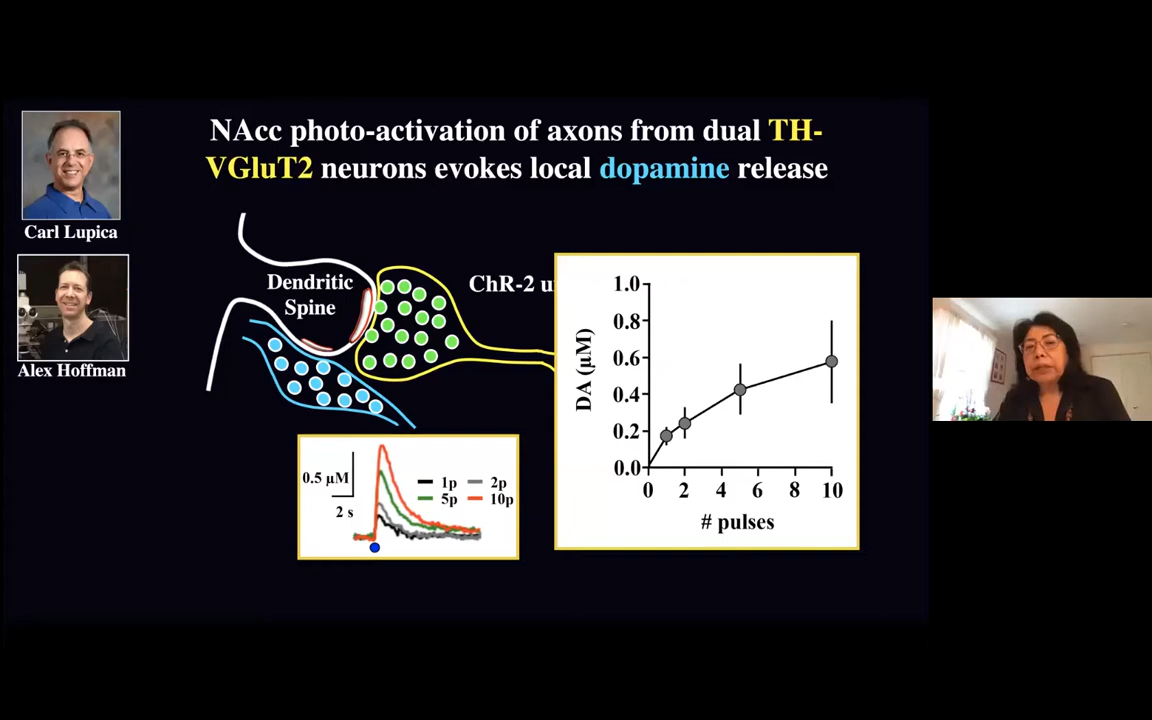 NAcc photo-activation of axons from dual TH-
VGluT2 neurons evokes local dopamine release
Carl Lupica
Alex Hoffman
Dendritic
Spine
ChR-2 u
0.5 µM
2 s
1p 2p
5p 10p
DA (µM)
1.0
0.8
0.6
0.4
0.2
0.0
0 2 4 6 8 10
# pulses